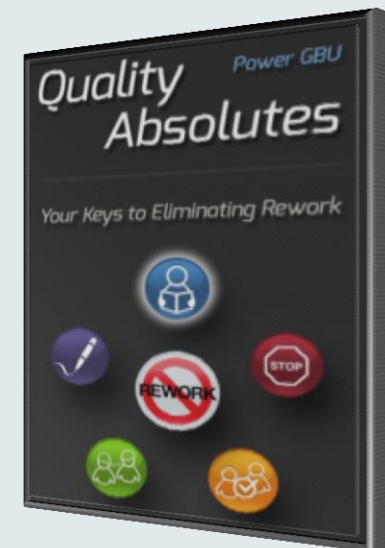 Quality
Power GBU
Absolutes
Your Keys to Eliminating Rework
STOP
REWORK